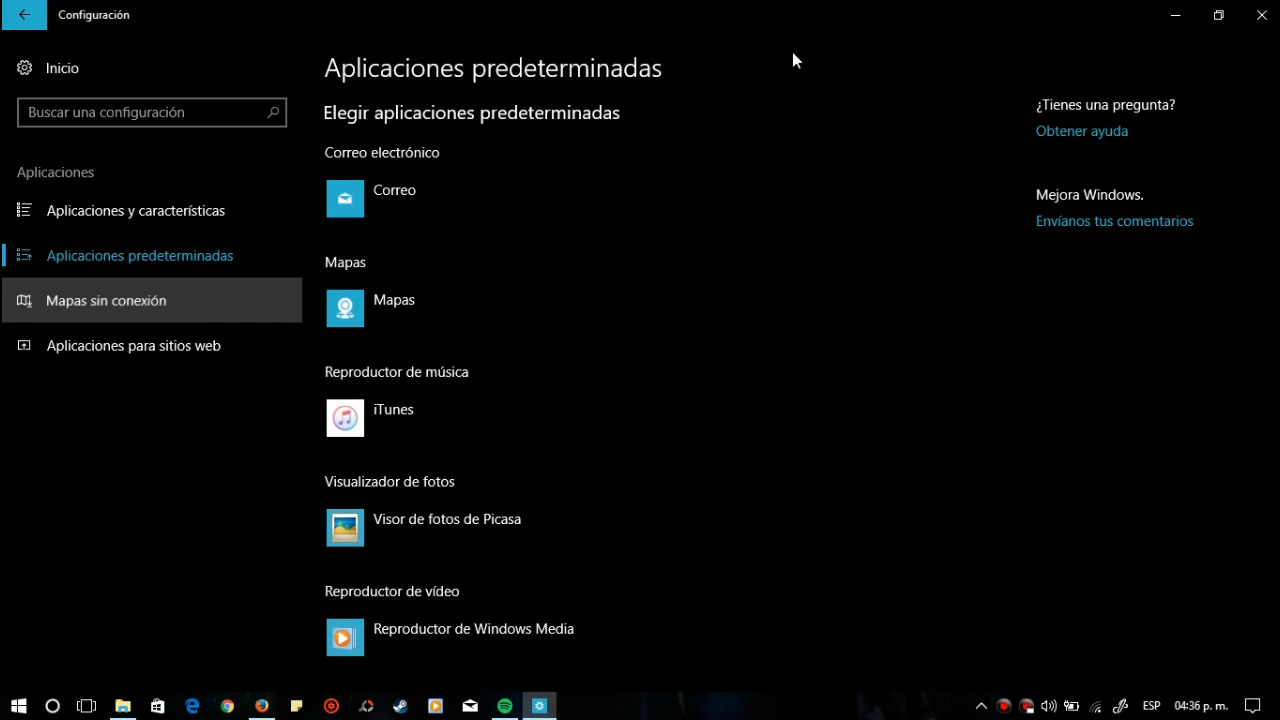 Configuración
Inicio
Buscar una configuración
Aplicaciones
Aplicaciones y características
Aplicaciones predeterminadas
Mapas sin conexión
Aplicaciones para sitios web
Aplicaciones predeterminadas
Elegir aplicaciones predeterminadas
Correo electrónico
Correo
Mapas
Mapas
Reproductor de música
iTunes
Visualizador de fotos
Visor de fotos de Picasa
Reproductor de vídeo
Reproductor de Windows Media
¿Tienes una pregunta?
Obtener ayuda
Mejora Windows.
Envíanos tus comentarios
ESP
04:36 p. m.